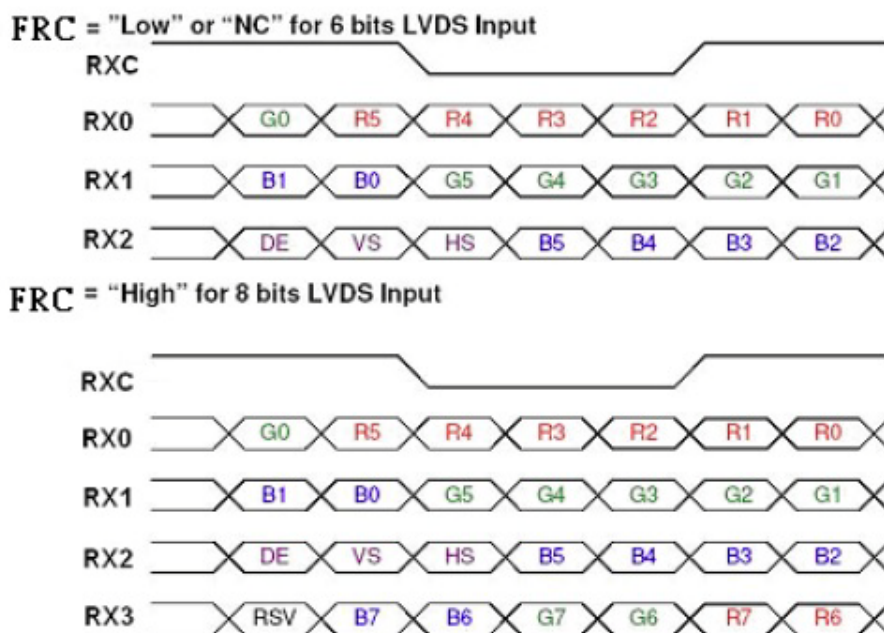 FRC = "Low" or "NC" for 6 bits LVDS Input
RXC
RX0 G0 R5 R4 R3 R2 R1 R0
RX1 B1 B0 G5 G4 G3 G2 G1
RX2 DE VS HS B5 B4 B3 B2
FRC = "High" for 8 bits LVDS Input
RXC
RX0 G0 R5 R4 R3 R2 R1 R0
RX1 B1 B0 G5 G4 G3 G2 G1
RX2 DE VS HS B5 B4 B3 B2
RX3 RSV B7 B6 G7 G6 R7 R6